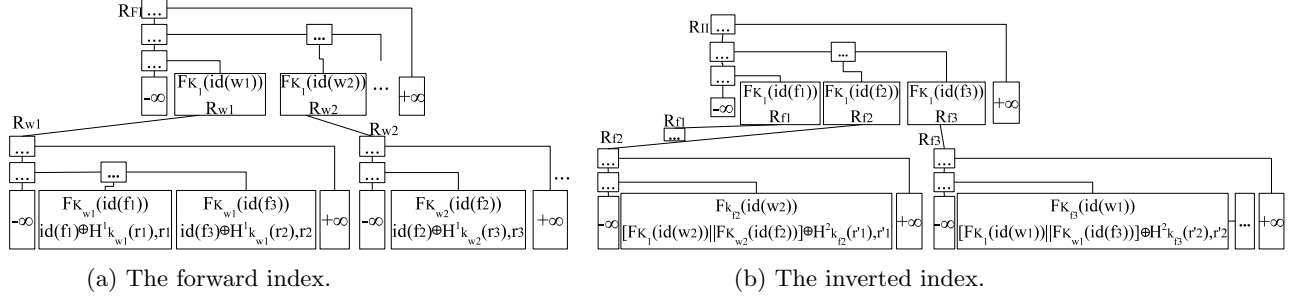 RFI ...
...
...
...
-∞
FK1(id(w1))
Rw1
FK1(id(w2))
Rw2
...
+∞
Rw1
...
...
...
-∞
FKw1(id(f1))
id(f1)⊕H1kw1(r1),r1
FKw1(id(f3))
id(f3)⊕H1kw1(r2),r2
+∞
Rw2
...
...
-∞
FKw2(id(f2))
id(f2)⊕H1kw2(r3),r3
+∞
...
(a) The forward index.
RII ...
...
...
...
-∞
FK1(id(f1))
Rf1
FK1(id(f2))
Rf2
FK1(id(f3))
Rf3
+∞
Rf1
...
Rf2
...
...
-∞
Fkf2(id(w2))
[FK1(id(w2))||FKw2(id(f2))]⊕H2kf2(r'1),r'1
+∞
Rf3
...
...
-∞
FKf3(id(w1))
[FK1(id(w1))||FKw1(id(f3))]⊕H2kf3(r'2),r'2
...
+∞
(b) The inverted index.